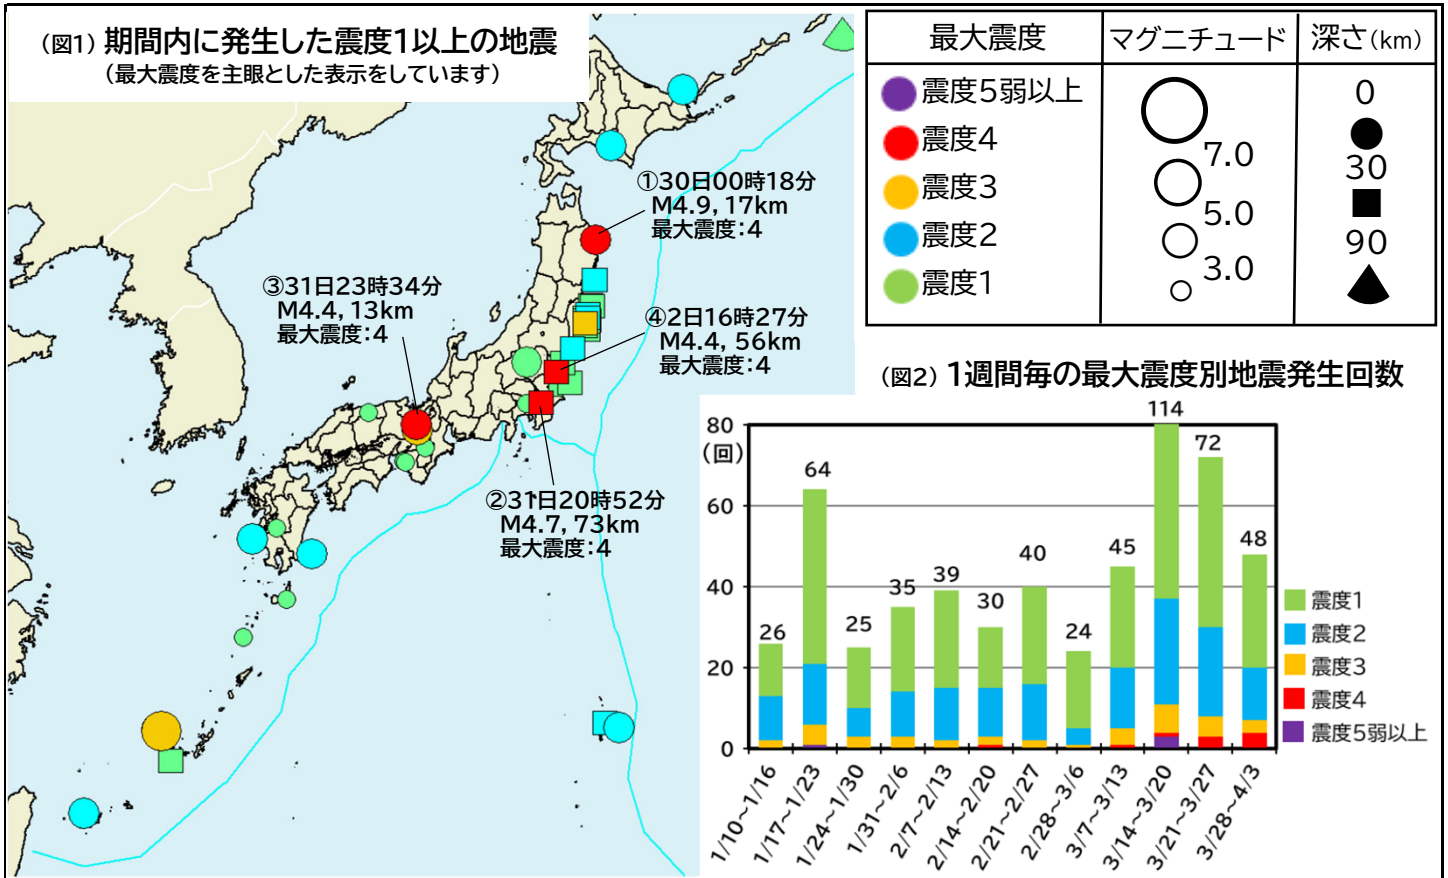 (図1) 期間内に発生した震度1以上の地震
(最大震度を主眼とした表示をしています)
①30日00時18分
M4.9, 17km
最大震度:4
③31日23時34分
M4.4, 13km
最大震度:4
④2日16時27分
M4.4, 56km
最大震度:4
②31日20時52分
M4.7, 73km
最大震度:4
最大震度
震度5弱以上
震度4
震度3
震度2
震度1
マグニチュード
7.0
5.0
3.0
深さ(km)
0
30
90
(図2) 1週間毎の最大震度別地震発生回数
80
(回)
60
40
20
0
26
64
25
35
39
30
40
24
45
114
72
48
1/10~1/16
1/17~1/23
1/24~1/30
1/31~2/6
2/7~2/13
2/14~2/20
2/21~2/27
2/28~3/6
3/7~3/13
3/14~3/20
3/21~3/27
3/28~4/3
震度1
震度2
震度3
震度4
震度5弱以上